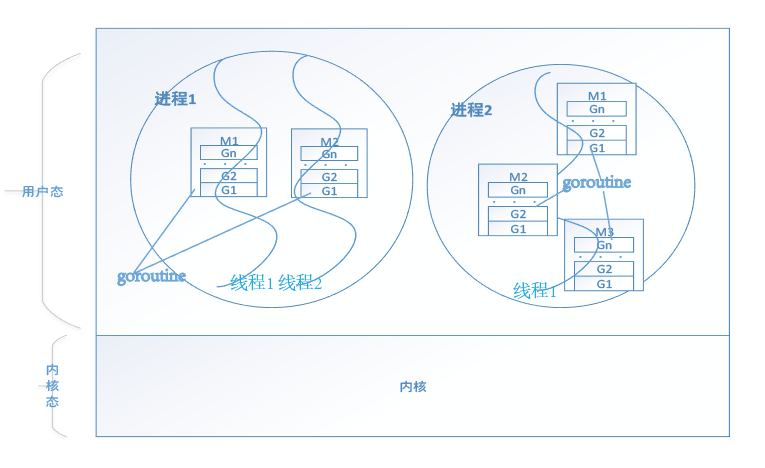 进程1
M1
Gn
. . .
G2
G1
M2
Gn
. . .
G2
G1
goroutine
线程1 线程2
进程2
M1
Gn
. . .
G2
G1
M2
Gn
. . .
G2
G1
goroutine
M3
Gn
. . .
G2
G1
线程1
用户态
内核态
内核